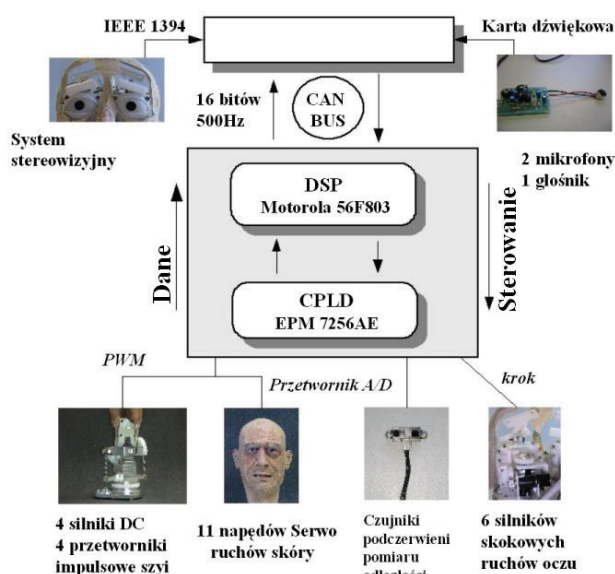 IEEE 1394
Karta dźwiękowa
16 bitów
500Hz
CAN
BUS
System
stereowizyjny
2 mikrofony
1 głośnik
DSP
Motorola 56F803
Dane
Sterowanie
CPLD
EPM 7256AE
PWM
Przetwornik A/D
krok
4 silniki DC
4 przetworniki
impulsowe szyi
11 napędów Serwo
ruchów skóry
Czujniki
podczerwieni
pomiaru
odległości
6 silników
skokowych
ruchów oczu